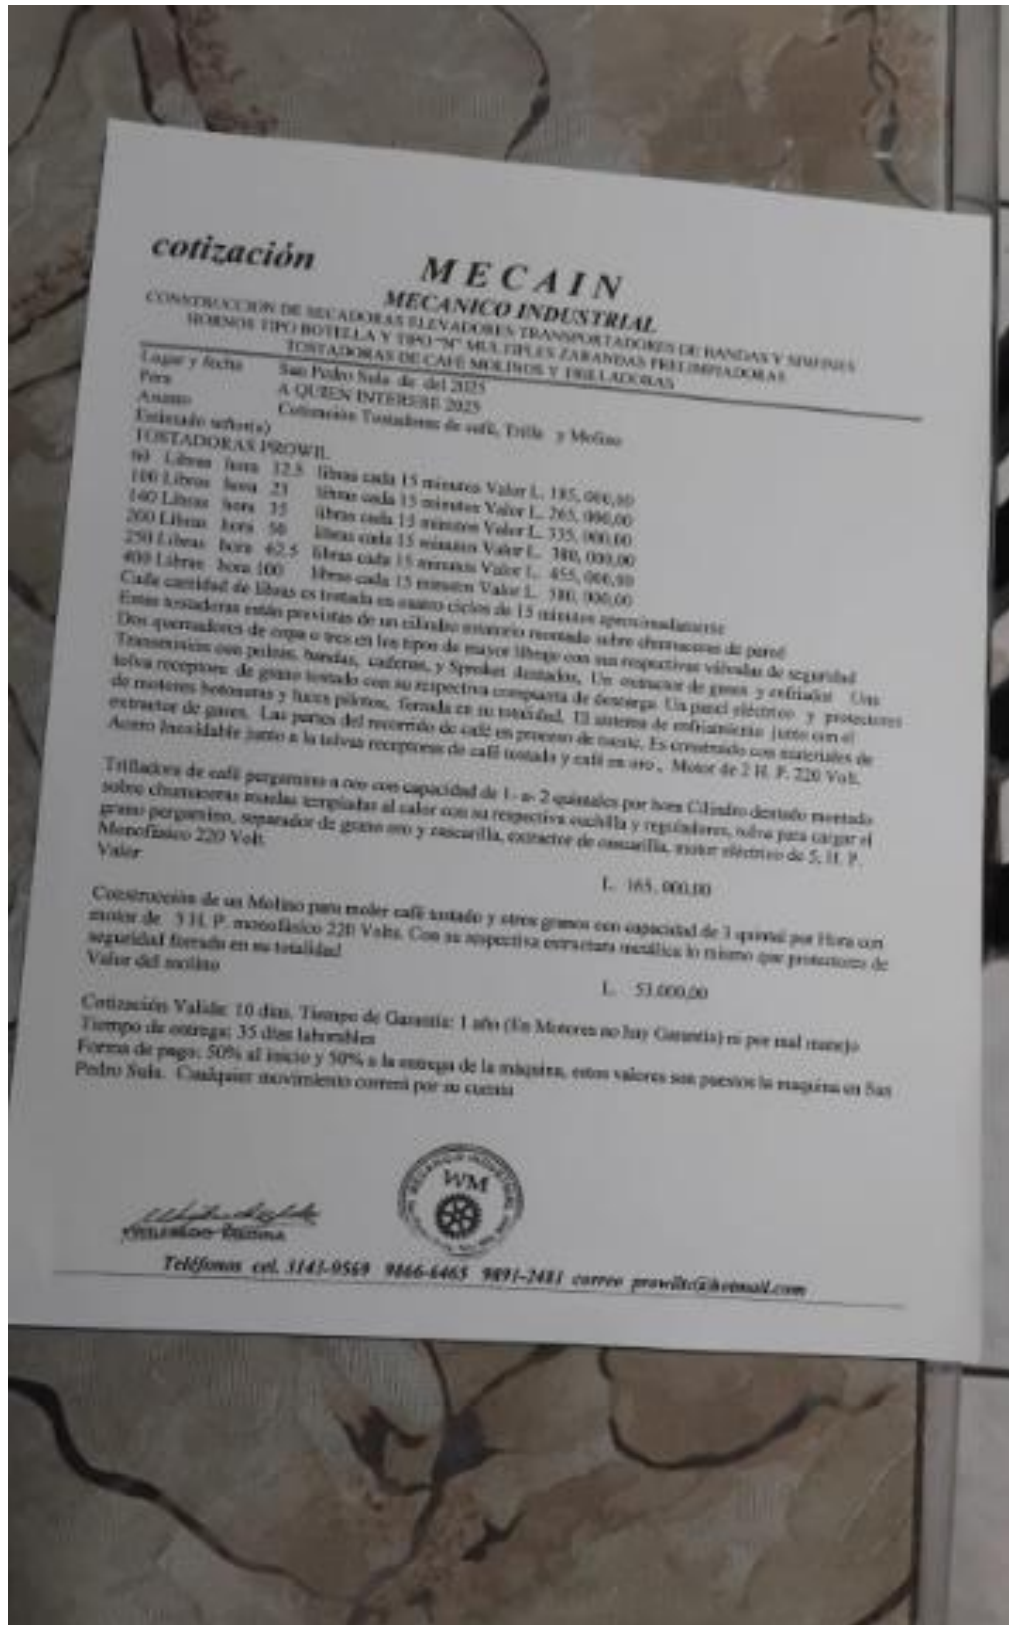 cotización
MECAIN
MECANICO INDUSTRIAL
CONSTRUCCION DE SECADORAS ELEVADORES TRANSPORTADORES DE BANDAS Y SINFINES
HORNOS TIPO BOTELLA Y TIPO "N" MULTIPLES ZARANDAS PRELIMPIADORAS
TOSTADORAS DE CAFÉ MOLINOS Y TRILLADORAS
Lugar y fecha San Pedro Sula de del 2025
Para A QUIEN INTERESE 2025
Asunto Cotización Tostadoras de café, Trilla y Molino
Estimado señor(a)
TOSTADORAS PROWIL
60 Libras hora 12.5 libras cada 15 minutos Valor L. 185, 000,00
100 Libras hora 25 libras cada 15 minutos Valor L. 265, 000,00
140 Libras hora 35 libras cada 15 minutos Valor L. 335, 000,00
200 Libras hora 50 libras cada 15 minutos Valor L. 380, 000,00
250 Libras hora 62.5 libras cada 15 minutos Valor L. 455, 000,00
400 Libras hora 100 libras cada 15 minutos Valor L. 580, 000,00
Cada cantidad de libras es tostada en cuatro ciclos de 15 minutos aproximadamente
Estas tostadoras están previstas de un cilindro rotatorio montado sobre chumaceras de pared
Dos quemadores de copa o tres en los tipos de mayor libraje con sus respectivas válvulas de seguridad
Transmisión con poleas, bandas, cadenas, y Sproket dentados, Un extractor de gases y enfriador Una
tolva receptora de grano tostado con su respectiva compuerta de descarga. Un panel eléctrico y protectores
de motores botoneras y luces pilotos, forrada en su totalidad. El sistema de enfriamiento junto con el
extractor de gases. Las partes del recorrido de café en proceso de tueste. Es construido con materiales de
Acero Inoxidable junto a la tolvas receptoras de café tostado y café en oro, Motor de 2 H. P. 220 Volt.
Trilladora de café pergamino a oro con capacidad de 1- a- 2 quintales por hora Cilindro dentado montado
sobre chumaceras muelas templadas al calor con su respectiva cuchilla y reguladores, tolva para cargar el
grano pergamino, separador de grano oro y cascarilla, extractor de cascarilla, motor eléctrico de 5, H. P.
Monofásico 220 Volt.
Valor L. 165. 000,00
Construcción de un Molino para moler café tostado y otros granos con capacidad de 3 quintal por Hora con
motor de 5 H. P. monofásico 220 Volts. Con su respectiva estructura metálica lo mismo que protectores de
seguridad forrado en su totalidad
Valor del molino L. 53.000,00
Cotización Valida: 10 días. Tiempo de Garantía: 1 año (En Motores no hay Garantía) ni por mal manejo
Tiempo de entrega; 35 días laborables
Forma de pago; 50% al inicio y 50% a la entrega de la máquina, estos valores son puestos la maquina en San
Pedro Sula. Cualquier movimiento correrá por su cuenta
WM
Teléfonos cel. 3143-9569 9866-6465 9891-2481 correo prowiltc@hotmail.com